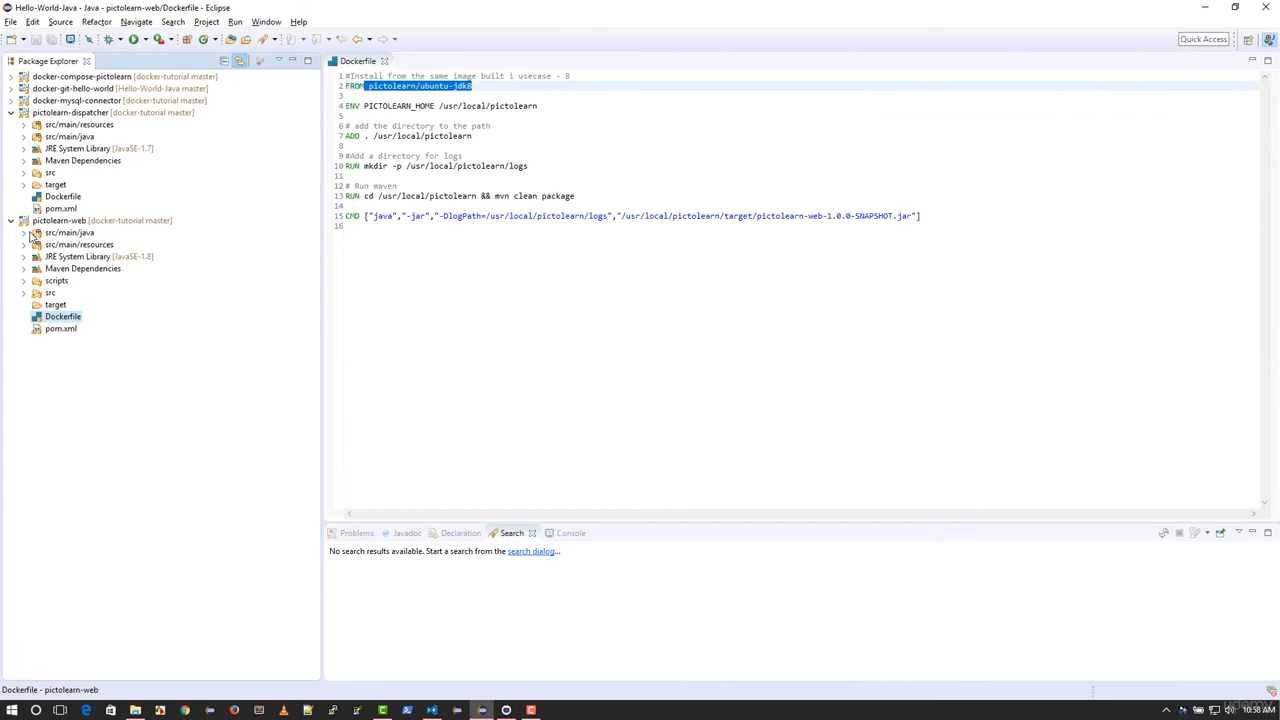 Hello-World-Java - Java - pictolearn-web/Dockerfile - Eclipse
File Edit Source Refactor Navigate Search Project Run Window Help
Quick Access
Package Explorer
docker-compose-pictolearn [docker-tutorial master]
docker-git-hello-world [Hello-World-Java master]
docker-mysql-connector [docker-tutorial master]
pictolearn-dispatcher [docker-tutorial master]
src/main/resources
src/main/java
JRE System Library [JavaSE-1.7]
Maven Dependencies
src
target
Dockerfile
pom.xml
pictolearn-web [docker-tutorial master]
src/main/java
src/main/resources
JRE System Library [JavaSE-1.8]
Maven Dependencies
scripts
src
target
Dockerfile
pom.xml
Dockerfile
1 #Install from the same image built i usecase - 8
2 FROM pictolearn/ubuntu-jdk8
3
4 ENV PICTOLEARN_HOME /usr/local/pictolearn
5
6 # add the directory to the path
7 ADD . /usr/local/pictolearn
8
9 #Add a directory for logs
10 RUN mkdir -p /usr/local/pictolearn/logs
11
12 # Run maven
13 RUN cd /usr/local/pictolearn && mvn clean package
14
15 CMD ["java","-jar","-DlogPath=/usr/local/pictolearn/logs","/usr/local/pictolearn/target/pictolearn-web-1.0.0-SNAPSHOT.jar"]
16
Problems Javadoc Declaration Search Console
No search results available. Start a search from the search dialog...
Dockerfile - pictolearn-web
udemy
10:58 AM